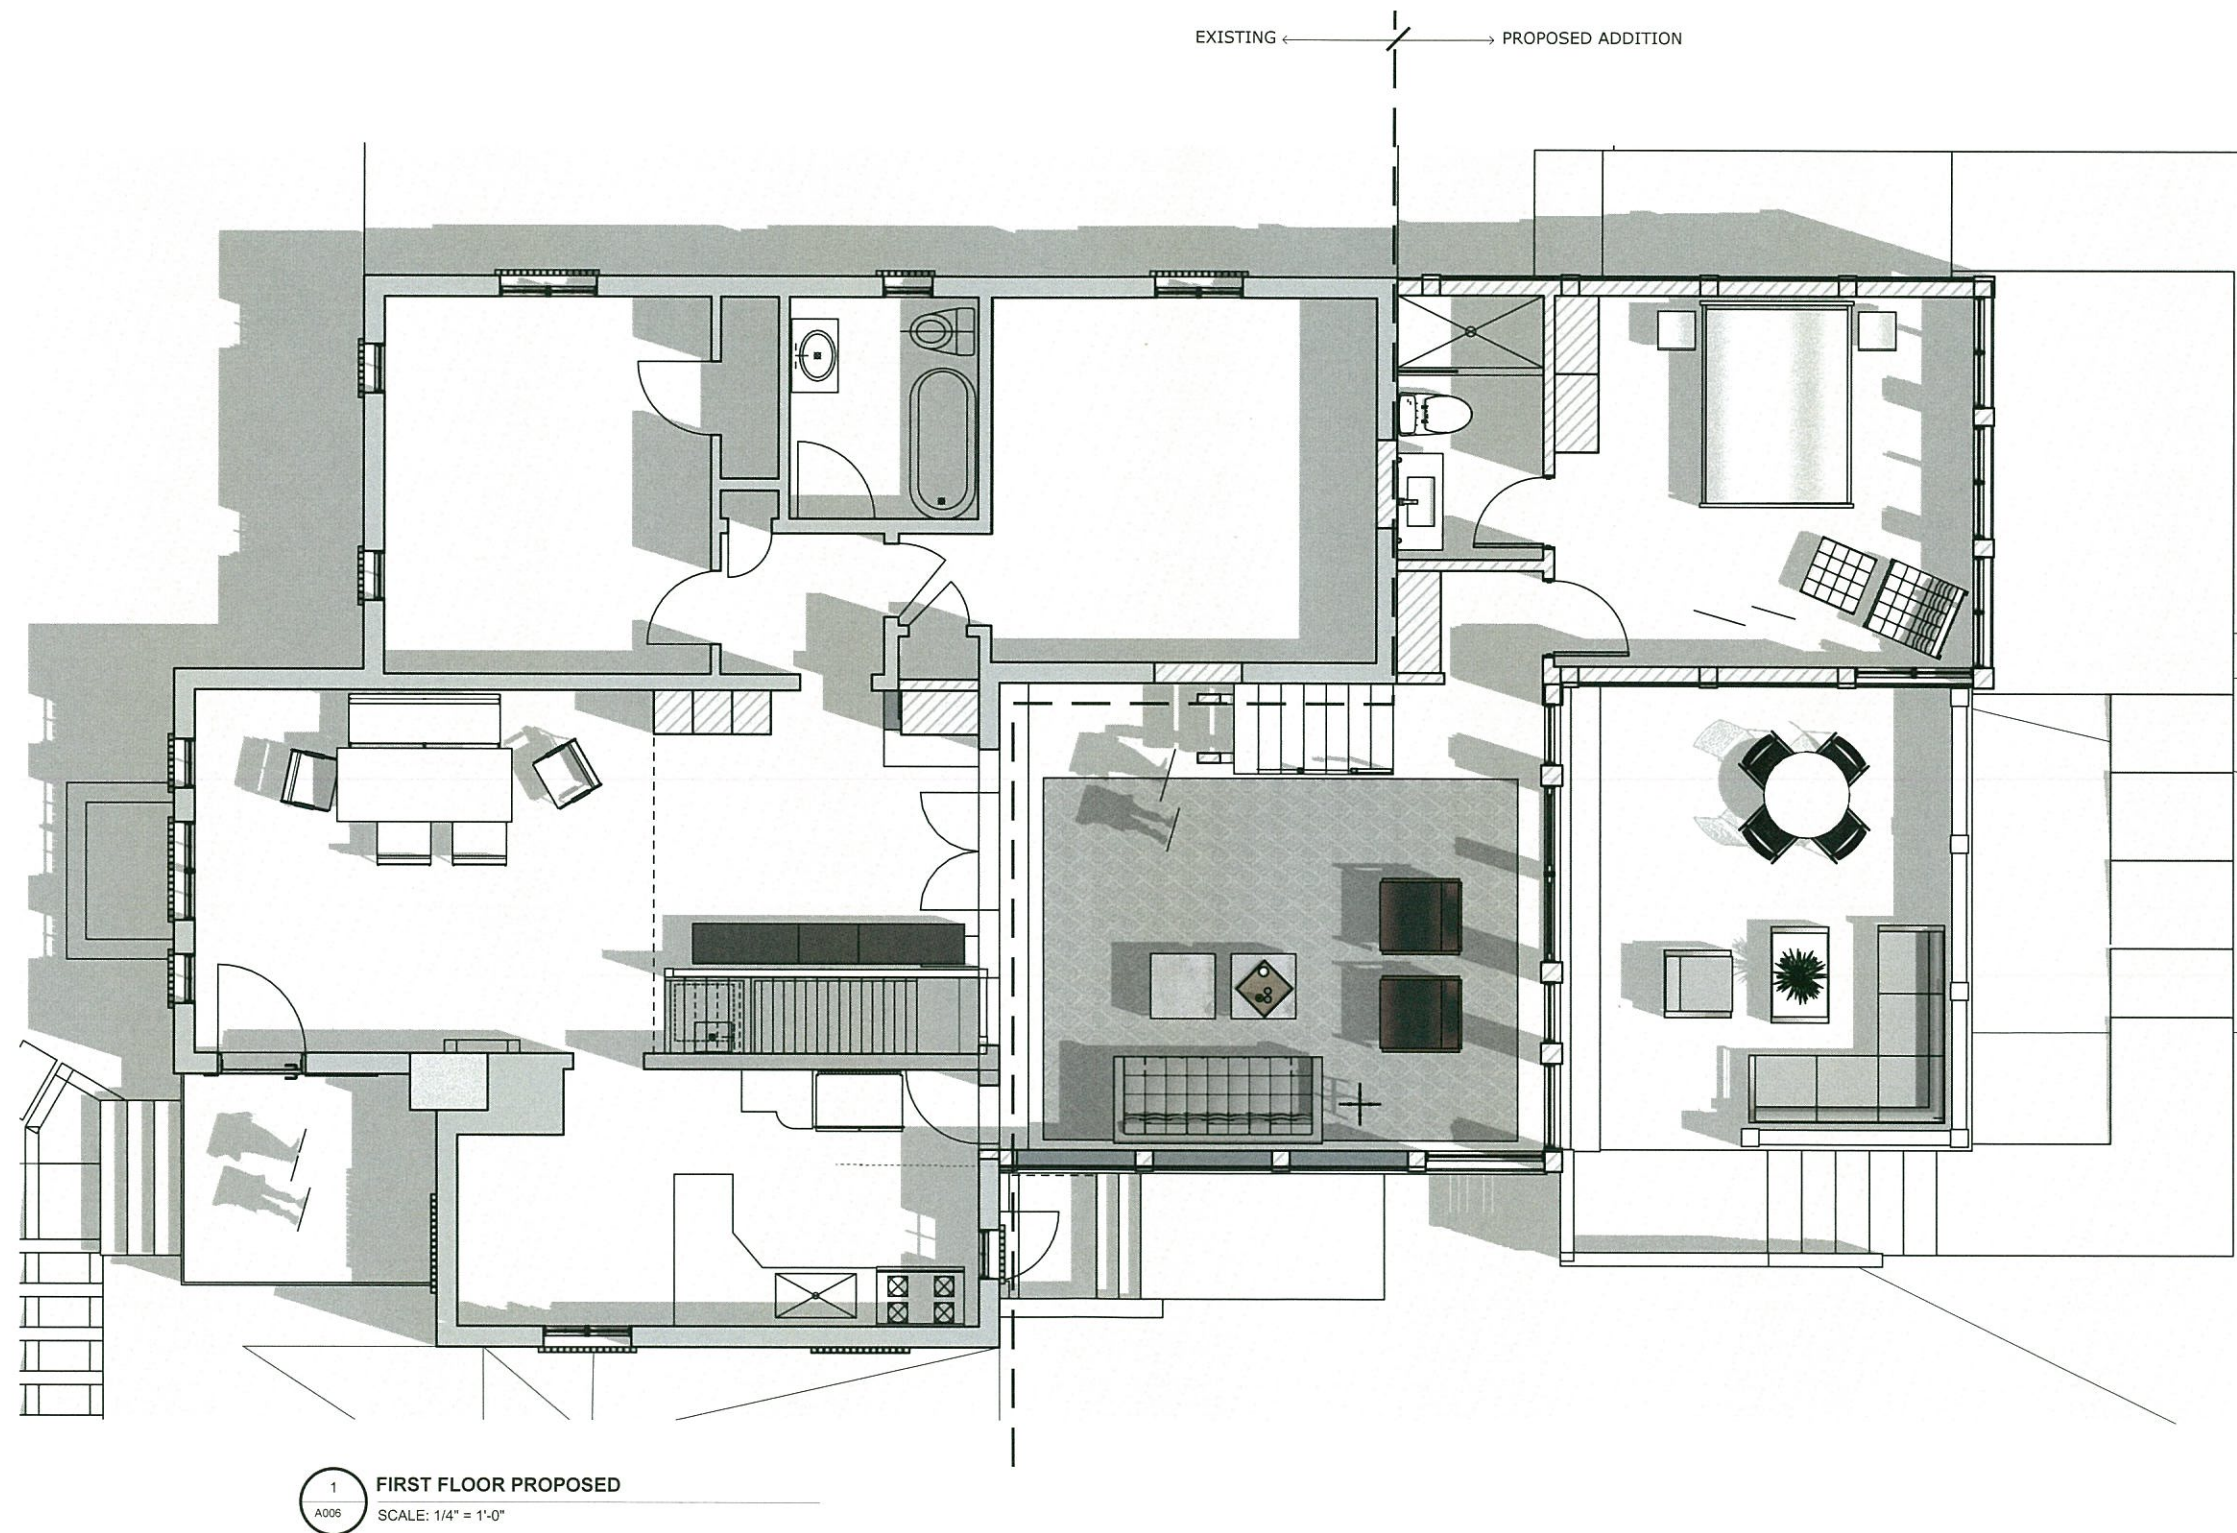 EXISTING
PROPOSED ADDITION
1
A006
FIRST FLOOR PROPOSED
SCALE: 1/4" = 1'-0"